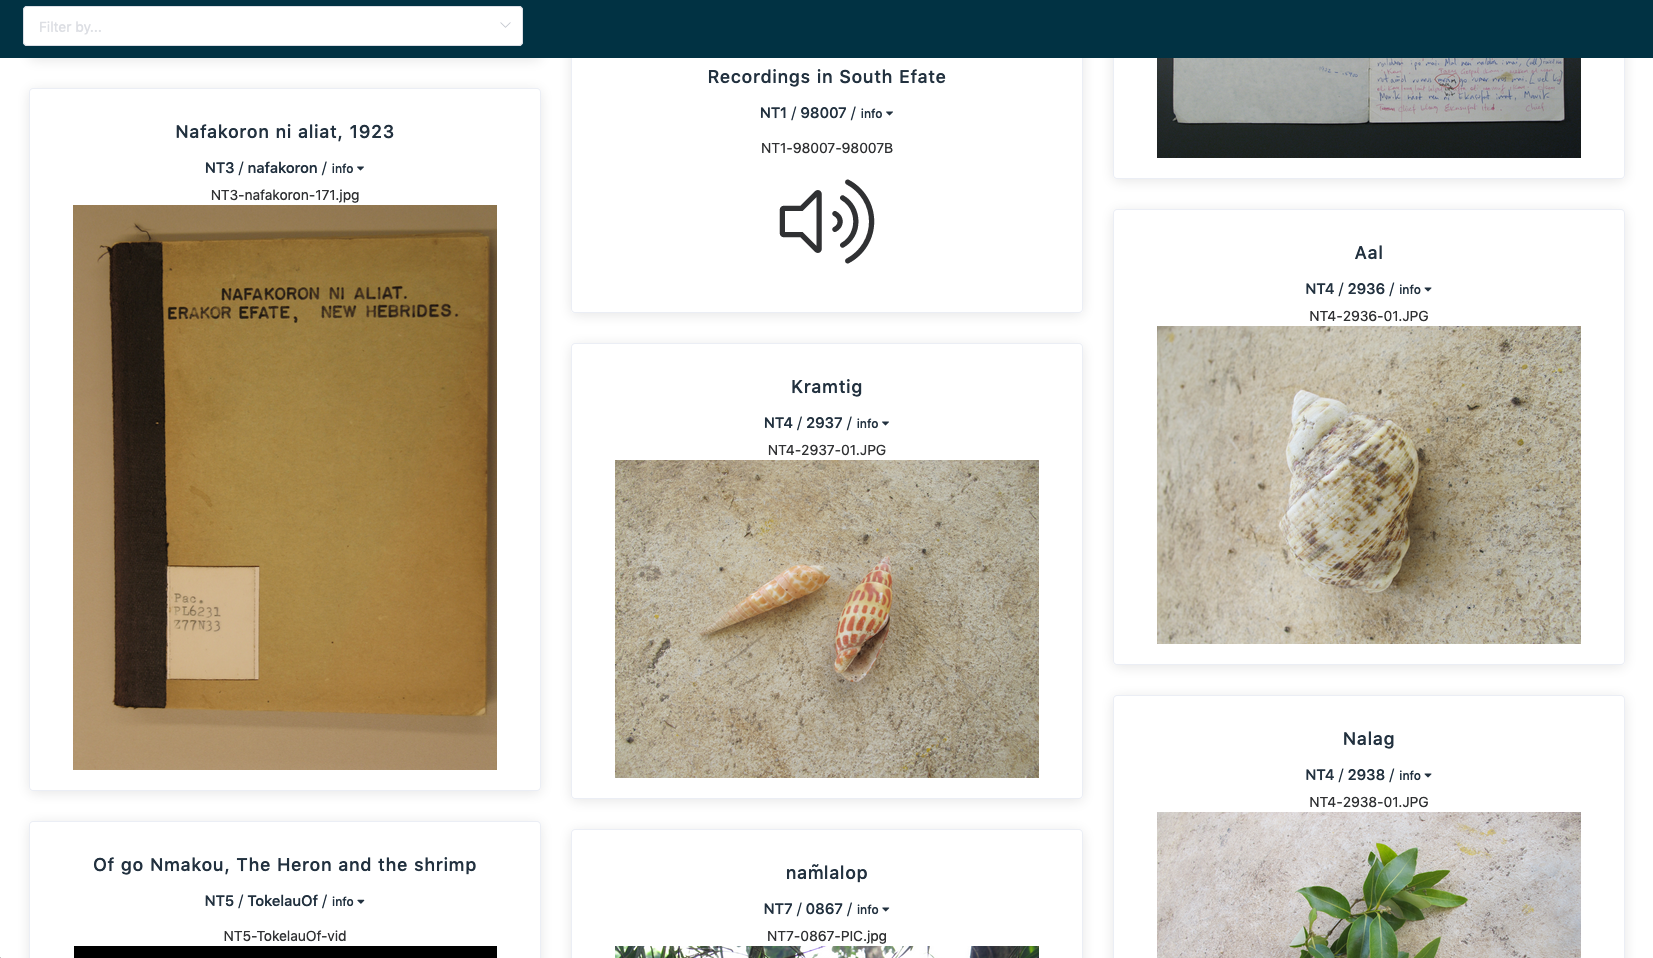 Filter by...
Nafakoron ni aliat, 1923
NT3 / nafakoron / info
NT3-nafakoron-171.jpg
NAFAKORON NI ALIAT.
ERAKOR EFATE, NEW HEBRIDES.
Pac.
PL6231
Z77N33
Of go Nmakou, The Heron and the shrimp
NT5 / TokelauOf / info
NT5-TokelauOf-vid
Recordings in South Efate
NT1 / 98007 / info
NT1-98007-98007B
Kramtig
NT4 / 2937 / info
NT4-2937-01.JPG
nam̃lalop
NT7 / 0867 / info
NT7-0867-PIC.jpg
Aal
NT4 / 2936 / info
NT4-2936-01.JPG
Nalag
NT4 / 2938 / info
NT4-2938-01.JPG